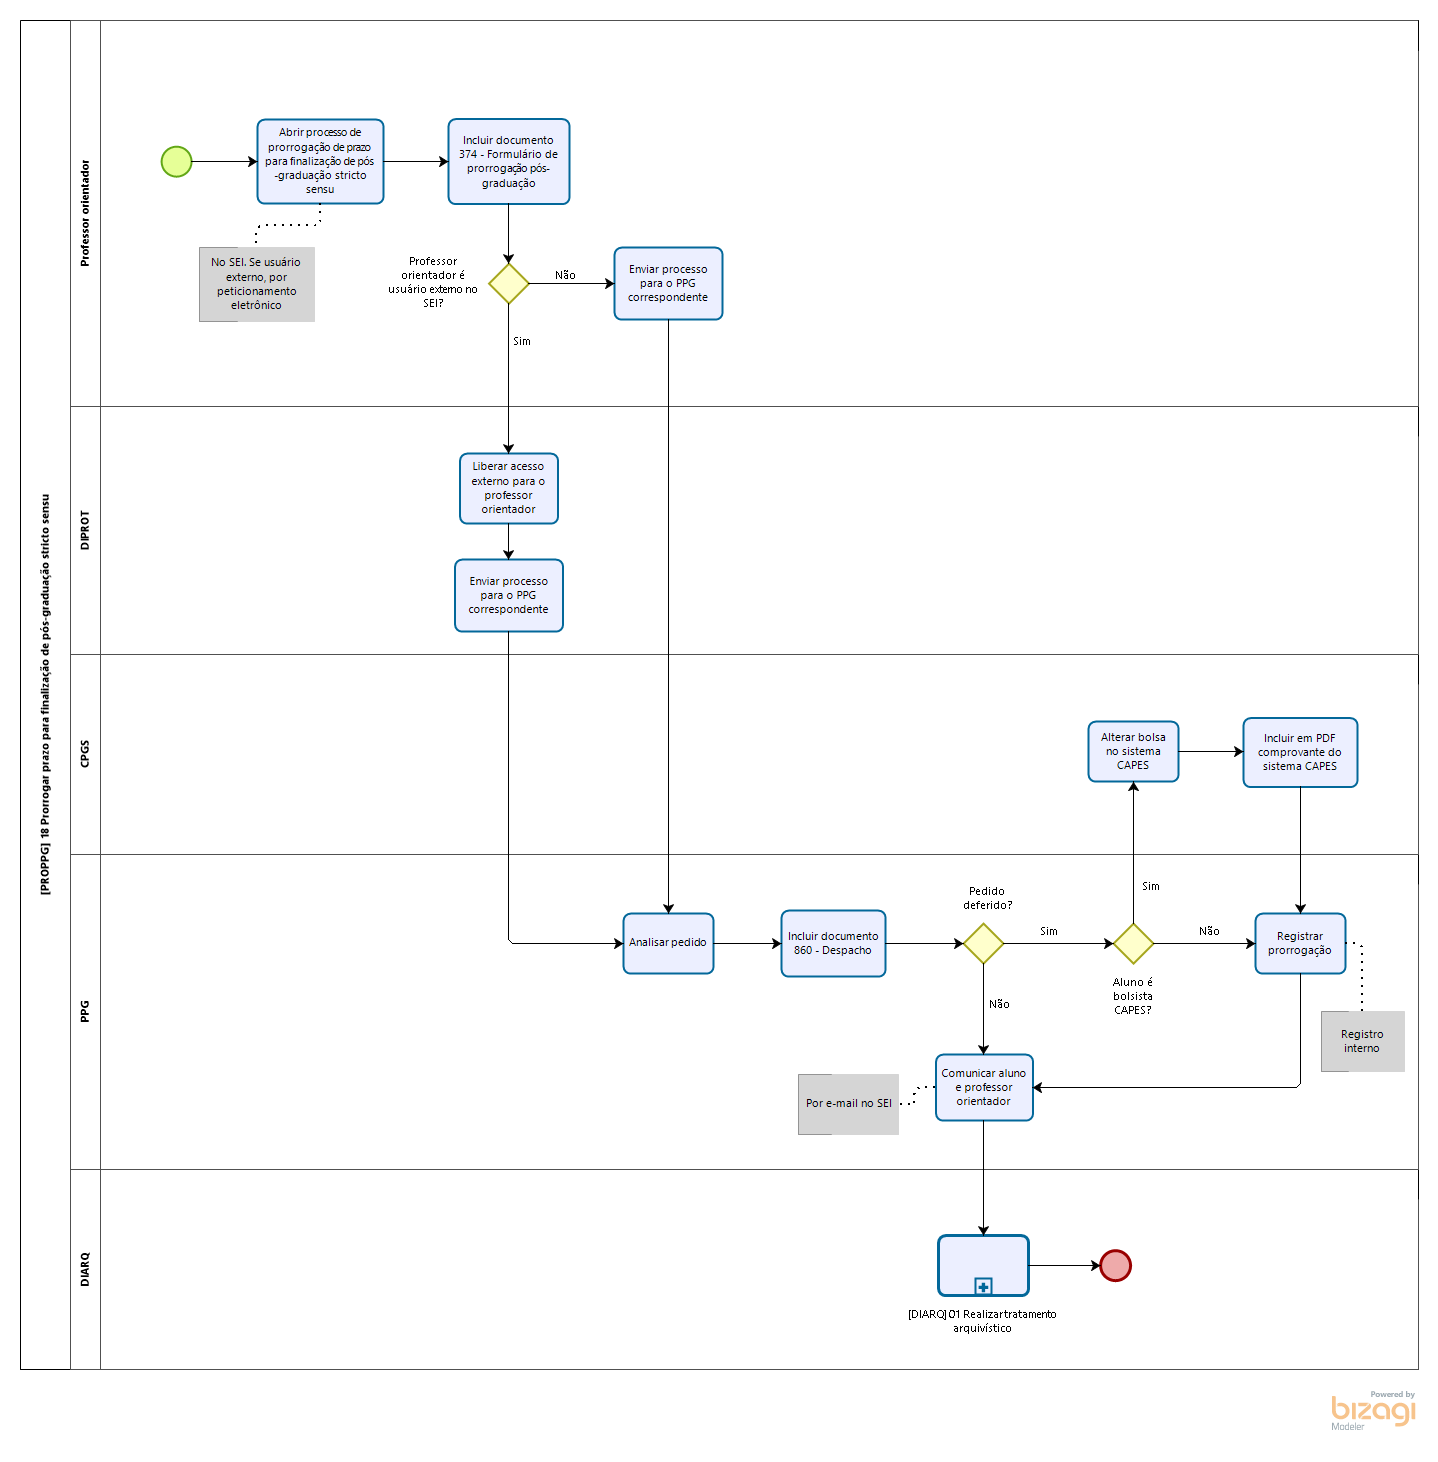 [PROPPG] 18 Prorrogar prazo para finalização de pós-graduação stricto sensu
Professor orientador
Abrir processo de
prorrogação de prazo
para finalização de pós
-graduação stricto
sensu
Incluir documento
374 - Formulário de
prorrogação pós-
graduação
No SEI. Se usuário
externo, por
peticionamento
eletrônico
Professor
orientador é
usuário externo no
SEI?
Não
Enviar processo
para o PPG
correspondente
Sim
DIPROT
Liberar acesso
externo para o
professor
orientador
Enviar processo
para o PPG
correspondente
CPGS
Alterar bolsa
no sistema
CAPES
Incluir em PDF
comprovante do
sistema CAPES
PPG
Analisar pedido
Incluir documento
860 - Despacho
Pedido
deferido?
Sim
Sim
Não
Aluno é
bolsista
CAPES?
Registrar
prorrogação
Não
Registro
interno
Comunicar aluno
e professor
orientador
Por e-mail no SEI
DIARQ
[DIARQ] 01 Realizar tratamento
arquivístico
Powered by
bizagi
Modeler